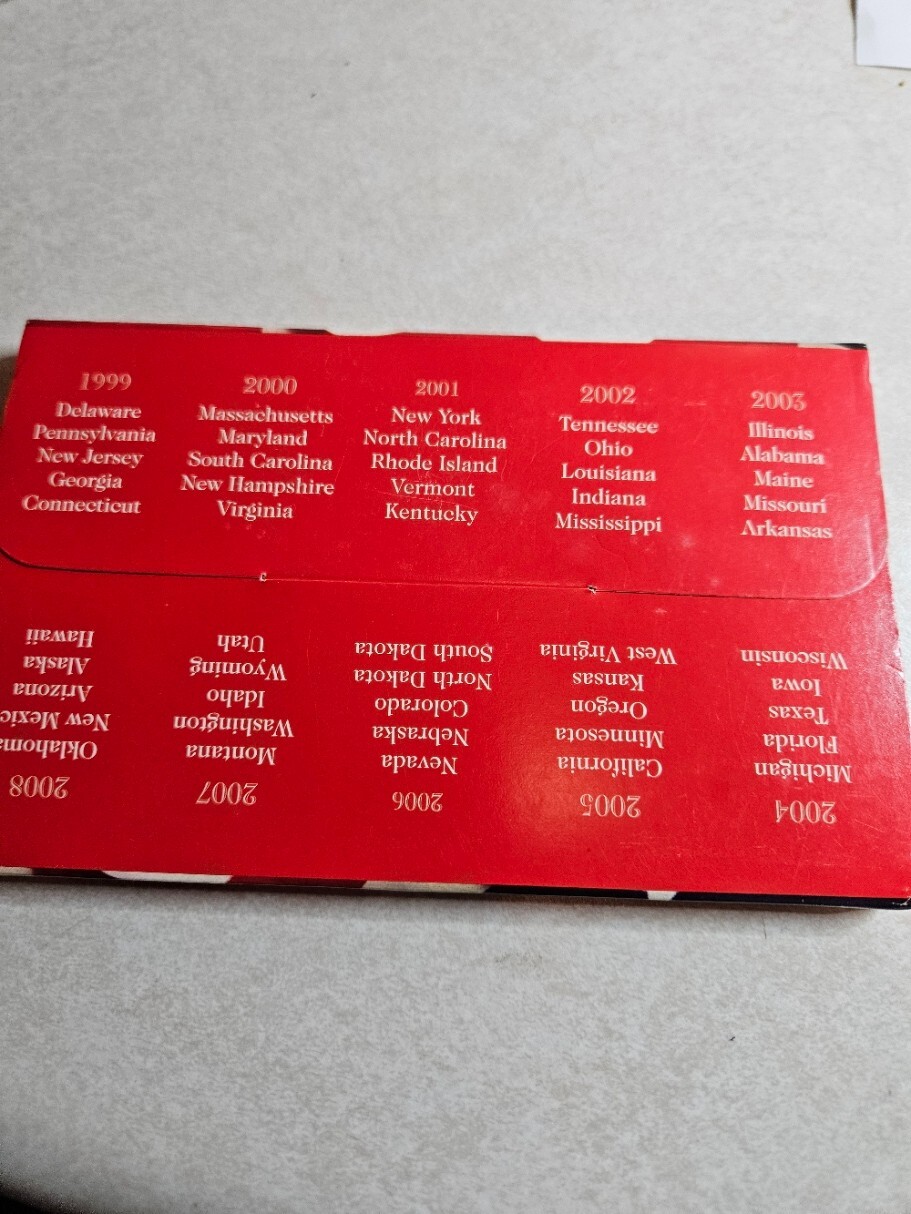 1999
Delaware
Pennsylvania
New Jersey
Georgia
Connecticut
2000
Massachusetts
Maryland
South Carolina
New Hampshire
Virginia
2001
New York
North Carolina
Rhode Island
Vermont
Kentucky
2002
Tennessee
Ohio
Louisiana
Indiana
Mississippi
2003
Illinois
Alabama
Maine
Missouri
Arkansas
2004
Michigan
Florida
Texas
Iowa
Wisconsin
2005
California
Minnesota
Oregon
Kansas
West Virginia
2006
Nevada
Nebraska
Colorado
North Dakota
South Dakota
2007
Montana
Washington
Idaho
Wyoming
Utah
2008
Oklahoma
New Mexic
Arizona
Alaska
Hawaii